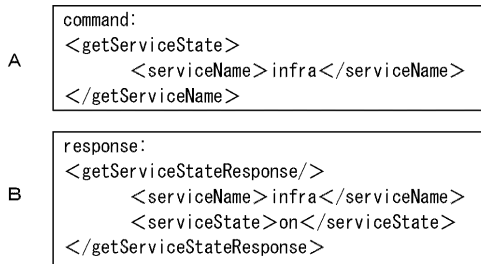 A
command:
<getServiceState>
<serviceName>infra</serviceName>
</getServiceName>
B
response:
<getServiceStateResponse/>
<serviceName>infra</serviceName>
<serviceState>on</serviceState>
</getServiceStateResponse>